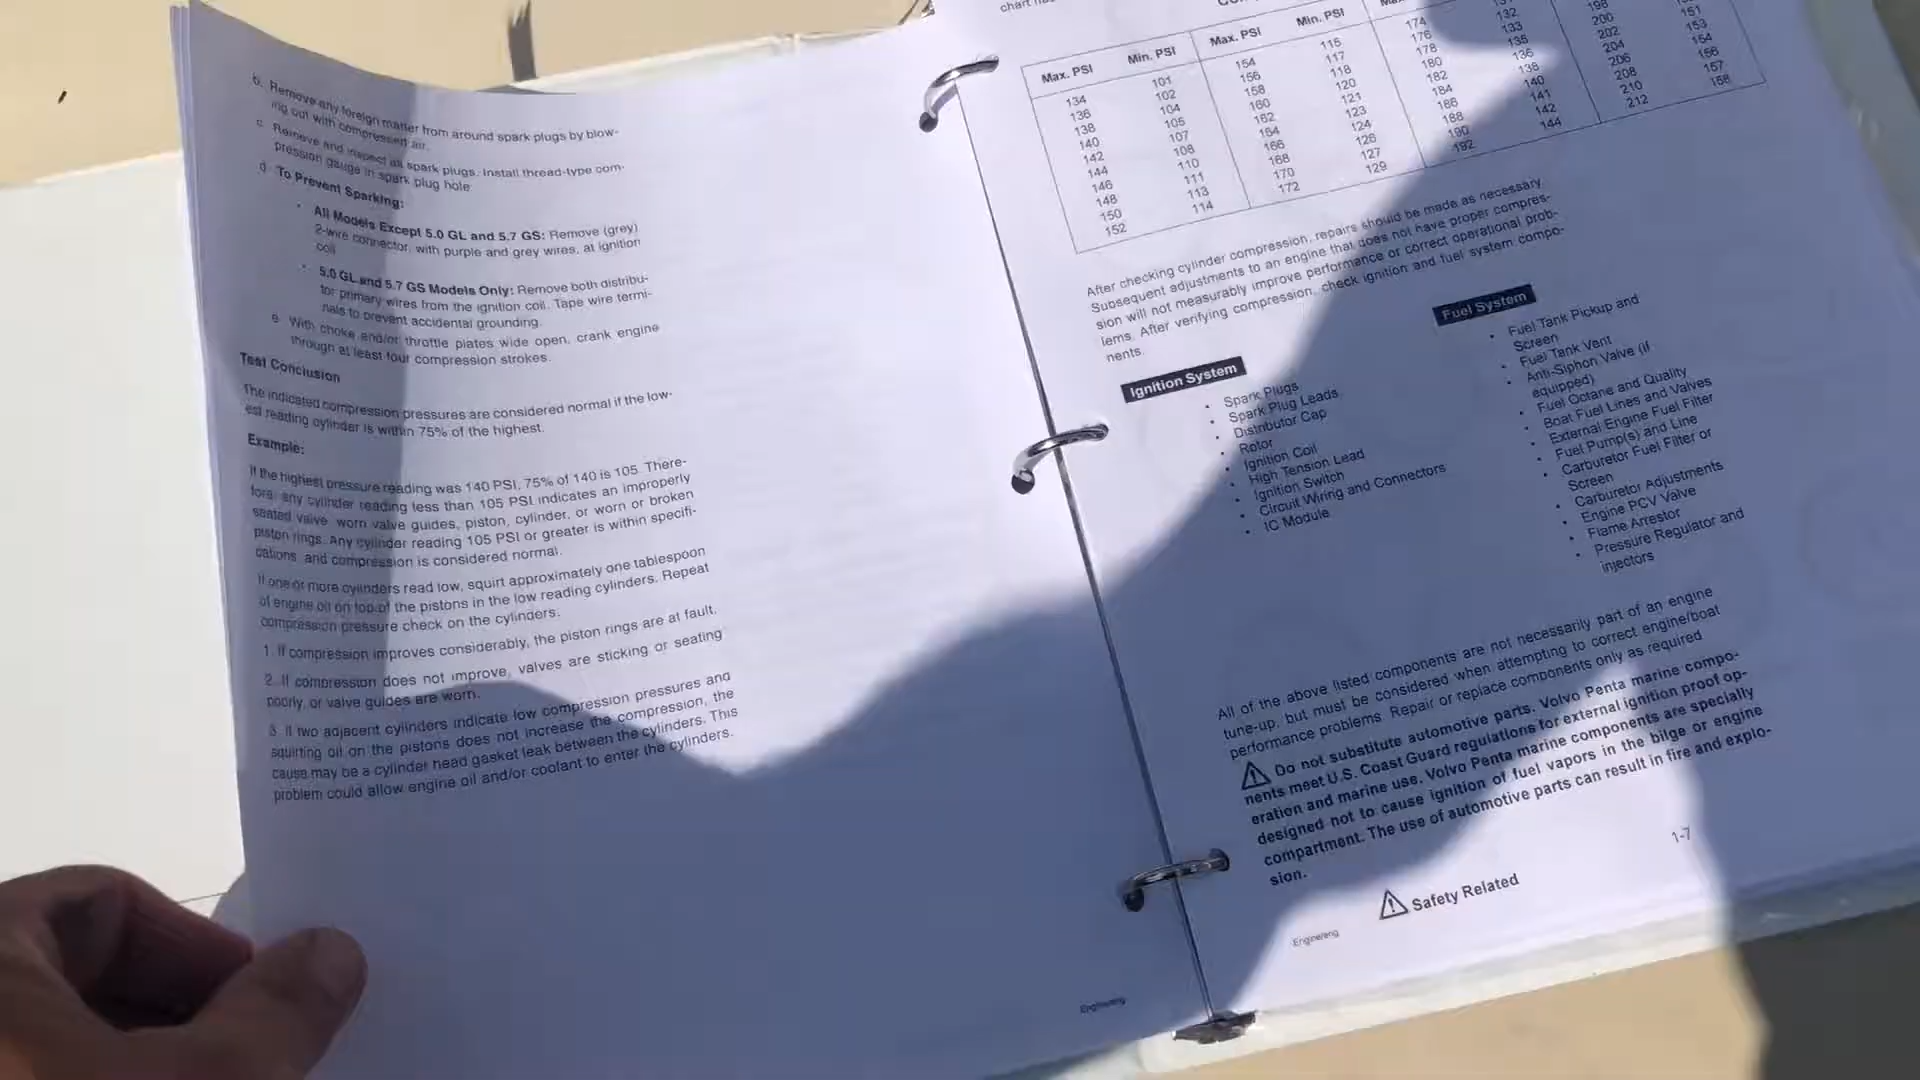 b. Remove any foreign matter from around spark plugs by blow-
ing out with compressed air.
c. Remove and inspect all spark plugs. Install thread-type com-
pression gauge in spark plug hole.
d. To Prevent Sparking:
• All Models Except 5.0 GL and 5.7 GS: Remove (grey)
2-wire connector, with purple and grey wires, at ignition
coil.
• 5.0 GL and 5.7 GS Models Only: Remove both distribu-
tor primary wires from the ignition coil. Tape wire termi-
nals to prevent accidental grounding.
e. With choke and/or throttle plates wide open, crank engine
through at least four compression strokes.
Test Conclusion
The indicated compression pressures are considered normal if the low-
est reading cylinder is within 75% of the highest.
Example:
If the highest pressure reading was 140 PSI, 75% of 140 is 105. There-
fore, any cylinder reading less than 105 PSI indicates an improperly
seated valve, worn valve guides, piston, cylinder, or worn or broken
piston rings. Any cylinder reading 105 PSI or greater is within specifi-
cations, and compression is considered normal.
If one or more cylinders read low, squirt approximately one tablespoon
of engine oil on top of the pistons in the low reading cylinders. Repeat
compression pressure check on the cylinders.
1. If compression improves considerably, the piston rings are at fault.
2. If compression does not improve, valves are sticking or seating
poorly, or valve guides are worn.
3. If two adjacent cylinders indicate low compression pressures and
squirting oil on the pistons does not increase the compression, the
cause may be a cylinder head gasket leak between the cylinders. This
problem could allow engine oil and/or coolant to enter the cylinders.
Engine/eng
chart
Max. PSI Min. PSI Max. PSI Min. PSI
134 101 154 115 174
136 102 156 117 176 132 200 151
138 104 158 118 178 133 202 153
140 105 160 120 180 135 204 154
142 107 162 121 182 136 206 156
144 108 164 123 184 138 208 157
146 110 166 124 186 140 210 158
148 111 168 126 188 141 212
150 113 170 127 190 142
152 114 172 129 192 144
After checking cylinder compression, repairs should be made as necessary.
Subsequent adjustments to an engine that does not have proper compres-
sion will not measurably improve performance or correct operational prob-
lems. After verifying compression, check ignition and fuel system compo-
nents.
Ignition System
• Spark Plugs
• Spark Plug Leads
• Distributor Cap
• Rotor
• Ignition Coil
• High Tension Lead
• Ignition Switch
• Circuit Wiring and Connectors
• IC Module
Fuel System
• Fuel Tank Pickup and
Screen
• Fuel Tank Vent
• Anti-Siphon Valve (if
equipped)
• Fuel Octane and Quality
• Boat Fuel Lines and Valves
• External Engine Fuel Filter
• Fuel Pump(s) and Line
• Carburetor Fuel Filter or
Screen
• Carburetor Adjustments
• Engine PCV Valve
• Flame Arrestor
• Pressure Regulator and
injectors
All of the above listed components are not necessarily part of an engine
tune-up, but must be considered when attempting to correct engine/boat
performance problems. Repair or replace components only as required.
Do not substitute automotive parts. Volvo Penta marine compo-
nents meet U.S. Coast Guard regulations for external ignition proof op-
eration and marine use. Volvo Penta marine components are specially
designed not to cause ignition of fuel vapors in the bilge or engine
compartment. The use of automotive parts can result in fire and explo-
sion.
1-7
Safety Related
Engine/eng